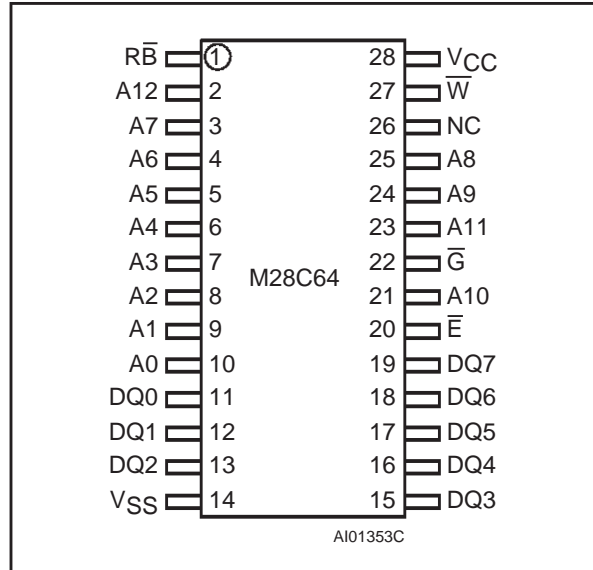 RB̅ 1 28 VCC
A12 2 27 W̅
A7 3 26 NC
A6 4 25 A8
A5 5 24 A9
A4 6 23 A11
A3 7 22 G̅
M28C64
A2 8 21 A10
A1 9 20 E̅
A0 10 19 DQ7
DQ0 11 18 DQ6
DQ1 12 17 DQ5
DQ2 13 16 DQ4
VSS 14 15 DQ3
AI01353C